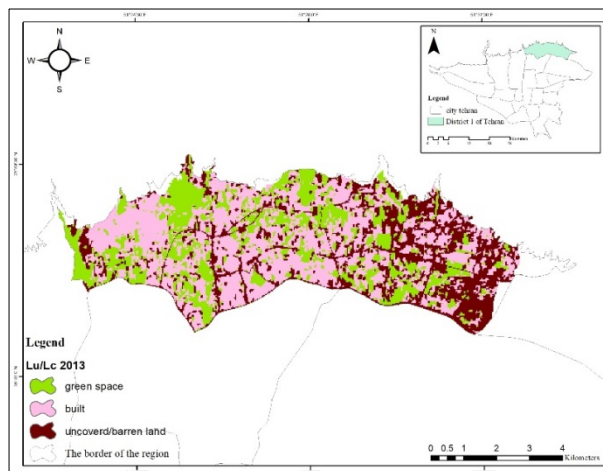 N
W E
S
N
Legend
city tehran
District 1 of Tehran
Legend
Lu/Lc 2013
green space
built
uncoverd/barren land
The border of the region
0 0.5 1 2 3 4
Kilometers